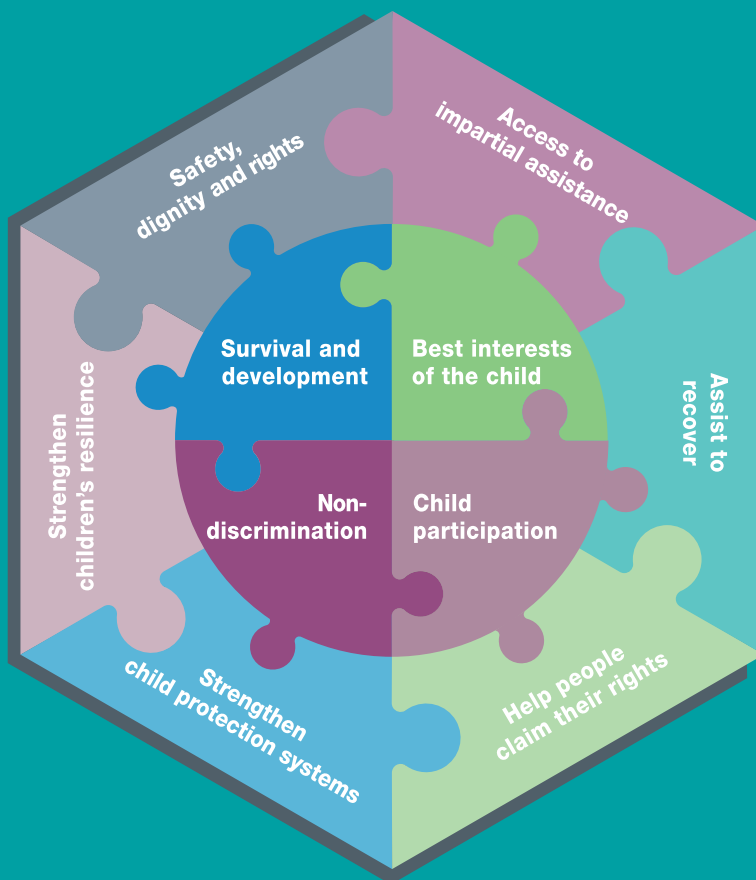 Safety,
dignity and rights
Access to
impartial assistance
Survival and
development
Best interests
of the child
Assist to
recover
Strengthen
children's resilience
Non-
discrimination
Child
participation
Strengthen
child protection systems
Help people
claim their rights